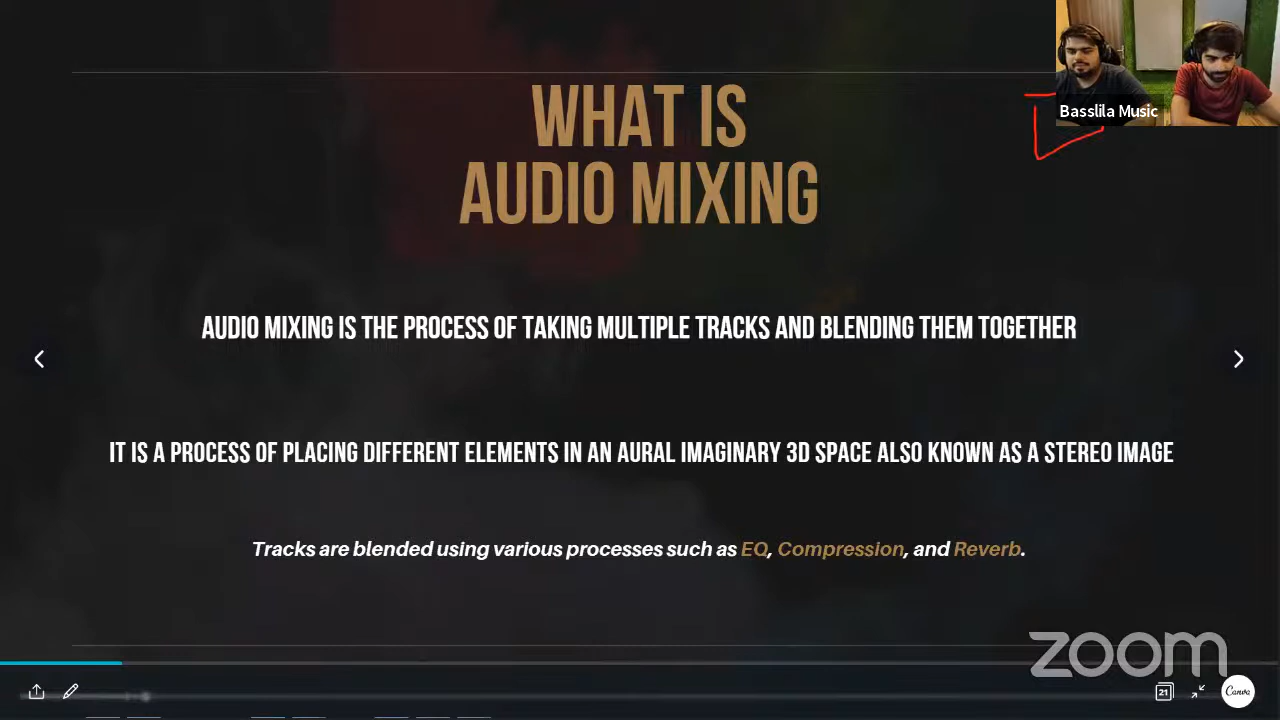 Basslila Music
WHAT IS
AUDIO MIXING
AUDIO MIXING IS THE PROCESS OF TAKING MULTIPLE TRACKS AND BLENDING THEM TOGETHER
IT IS A PROCESS OF PLACING DIFFERENT ELEMENTS IN AN AURAL IMAGINARY 3D SPACE ALSO KNOWN AS A STEREO IMAGE
Tracks are blended using various processes such as EQ, Compression, and Reverb.
zoom
21
Canva